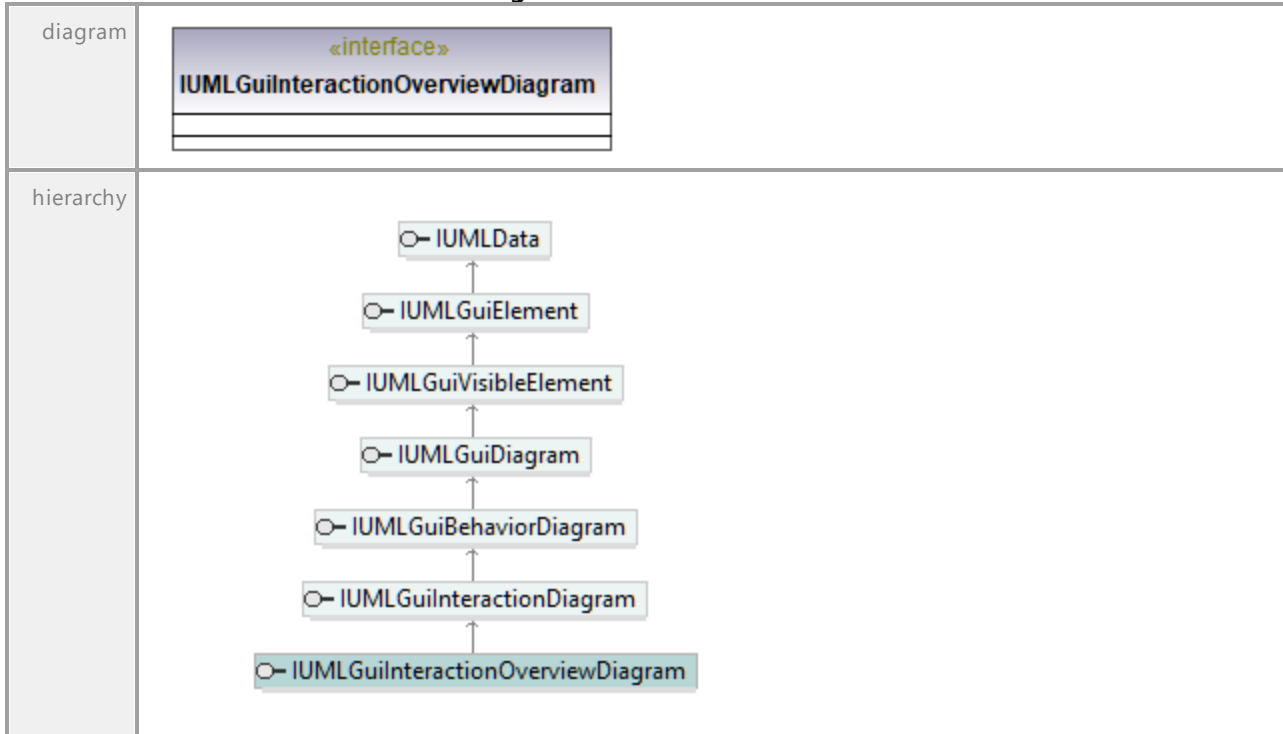 diagram
«interface»
IUMLGuiInteractionOverviewDiagram
hierarchy
IUMLData
IUMLGuiElement
IUMLGuiVisibleElement
IUMLGuiDiagram
IUMLGuiBehaviorDiagram
IUMLGuiInteractionDiagram
IUMLGuiInteractionOverviewDiagram